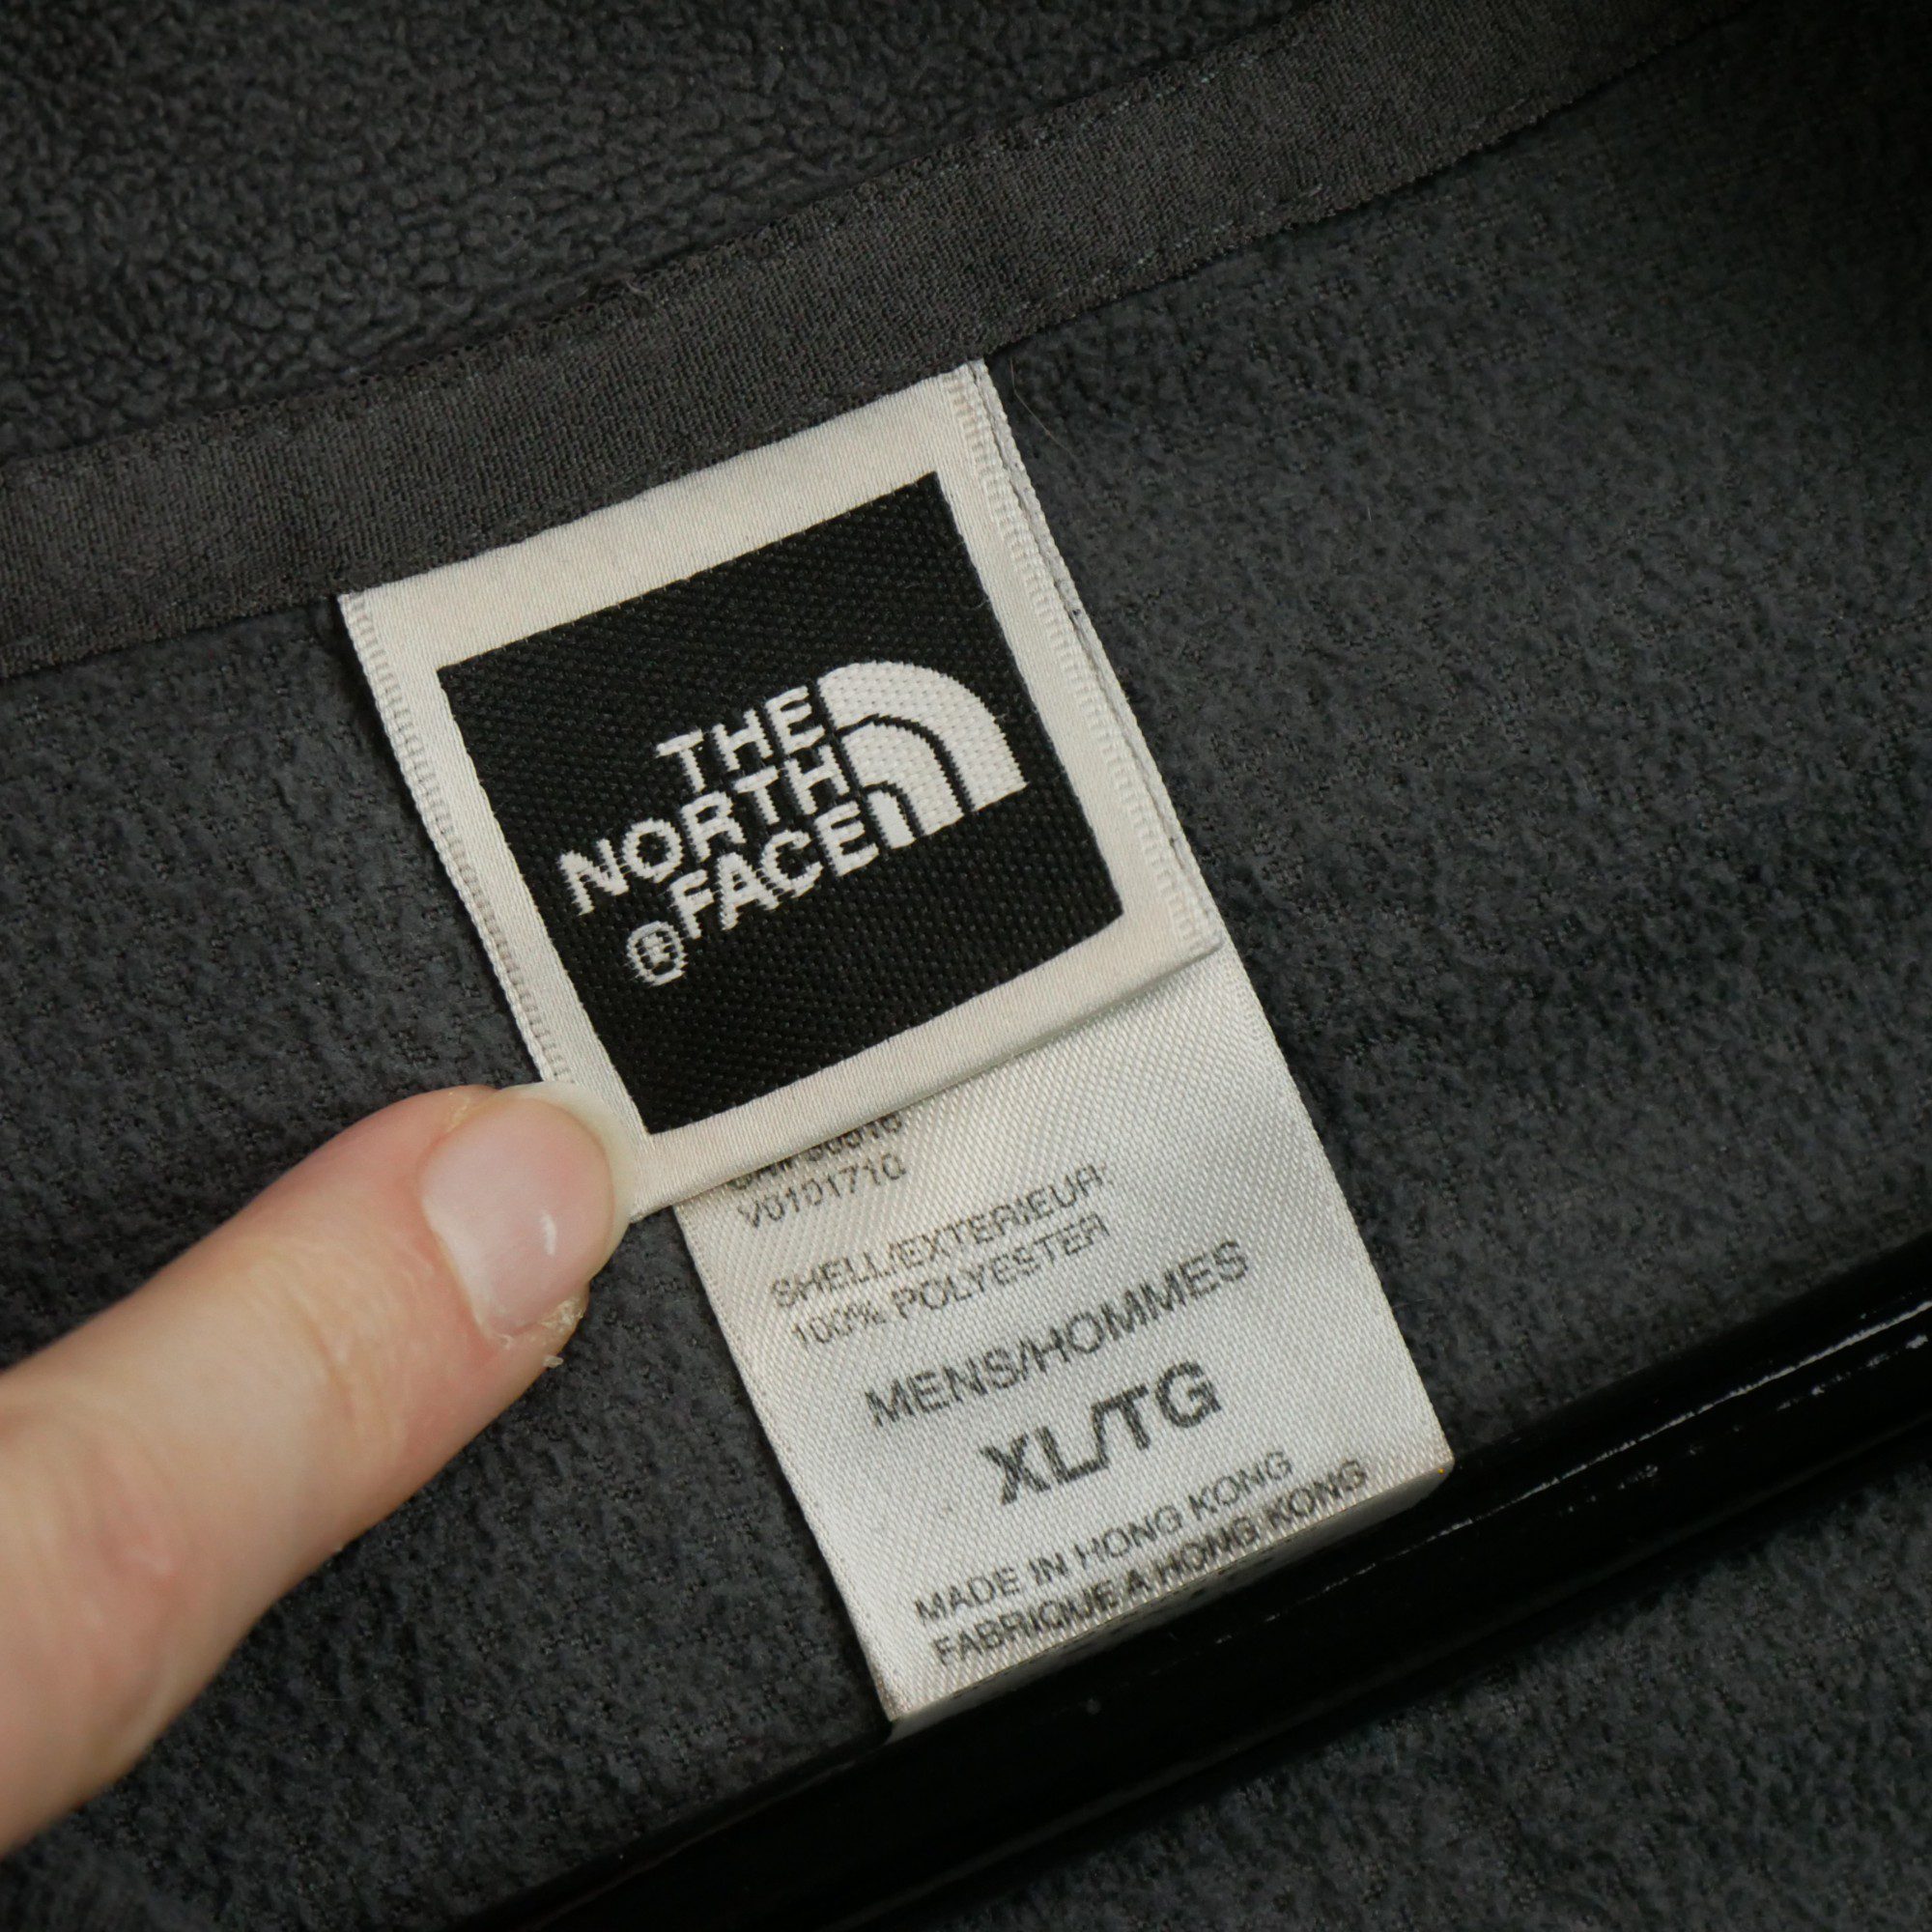 THE
NORTH
FACE
®
V0101710
SHELL/EXTERIEUR:
100% POLYESTER
MENS/HOMMES
XL/TG
MADE IN HONG KONG
FABRIQUE A HONG KONG